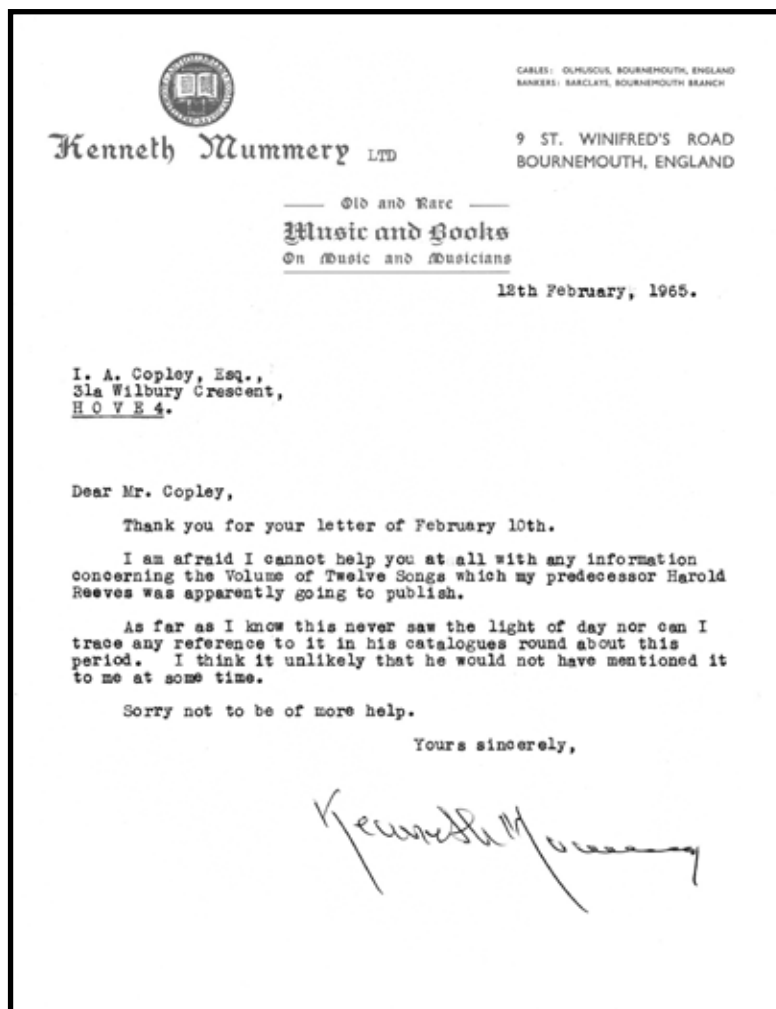 CABLES: OLMUSCUS, BOURNEMOUTH, ENGLAND
BANKERS: BARCLAYS, BOURNEMOUTH BRANCH
Kenneth Mummery LTD
9 ST. WINIFRED'S ROAD
BOURNEMOUTH, ENGLAND
Old and Rare
Music and Books
On Music and Musicians
12th February, 1965.
I. A. Copley, Esq.,
31a Wilbury Crescent,
H O V E 4.
Dear Mr. Copley,
Thank you for your letter of February 10th.
I am afraid I cannot help you at all with any information
concerning the Volume of Twelve Songs which my predecessor Harold
Reeves was apparently going to publish.
As far as I know this never saw the light of day nor can I
trace any reference to it in his catalogues round about this
period. I think it unlikely that he would not have mentioned it
to me at some time.
Sorry not to be of more help.
Yours sincerely,
Kenneth Mummery